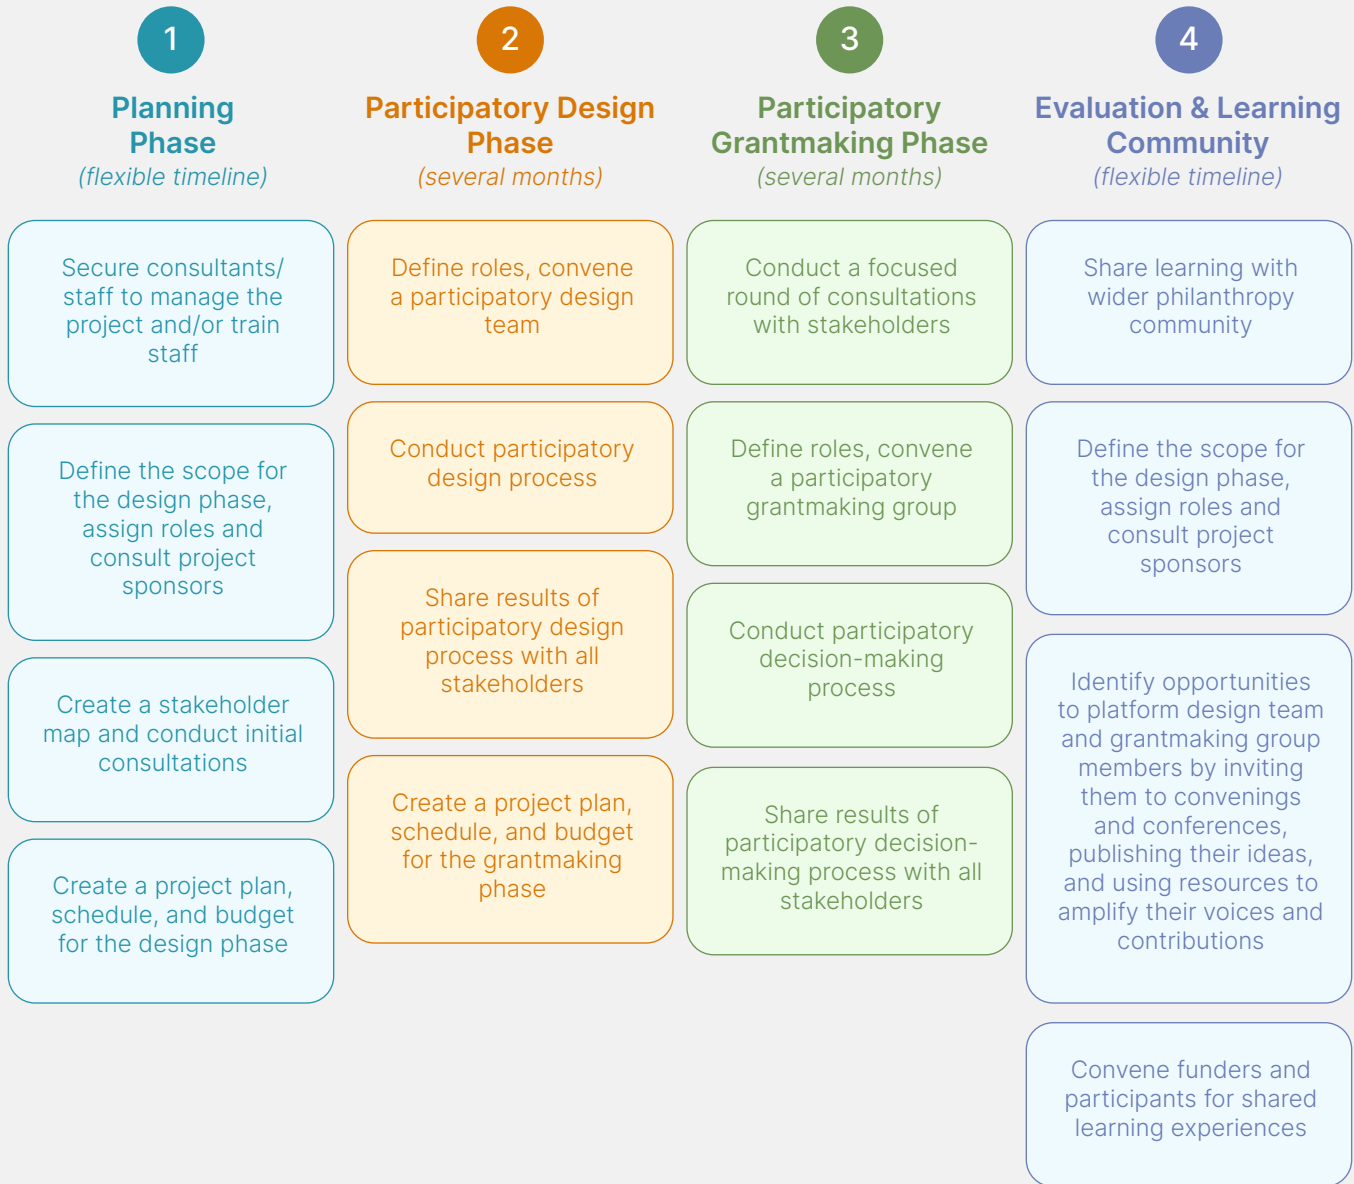 1
Planning
Phase
(flexible timeline)
Secure consultants/
staff to manage the
project and/or train
staff
Define the scope for
the design phase,
assign roles and
consult project
sponsors
Create a stakeholder
map and conduct initial
consultations
Create a project plan,
schedule, and budget
for the design phase
2
Participatory Design
Phase
(several months)
Define roles, convene
a participatory design
team
Conduct participatory
design process
Share results of
participatory design
process with all
stakeholders
Create a project plan,
schedule, and budget
for the grantmaking
phase
3
Participatory
Grantmaking Phase
(several months)
Conduct a focused
round of consultations
with stakeholders
Define roles, convene
a participatory
grantmaking group
Conduct participatory
decision-making
process
Share results of
participatory decision-
making process with all
stakeholders
4
Evaluation & Learning
Community
(flexible timeline)
Share learning with
wider philanthropy
community
Define the scope for
the design phase,
assign roles and
consult project
sponsors
Identify opportunities
to platform design team
and grantmaking group
members by inviting
them to convenings
and conferences,
publishing their ideas,
and using resources to
amplify their voices and
contributions
Convene funders and
participants for shared
learning experiences